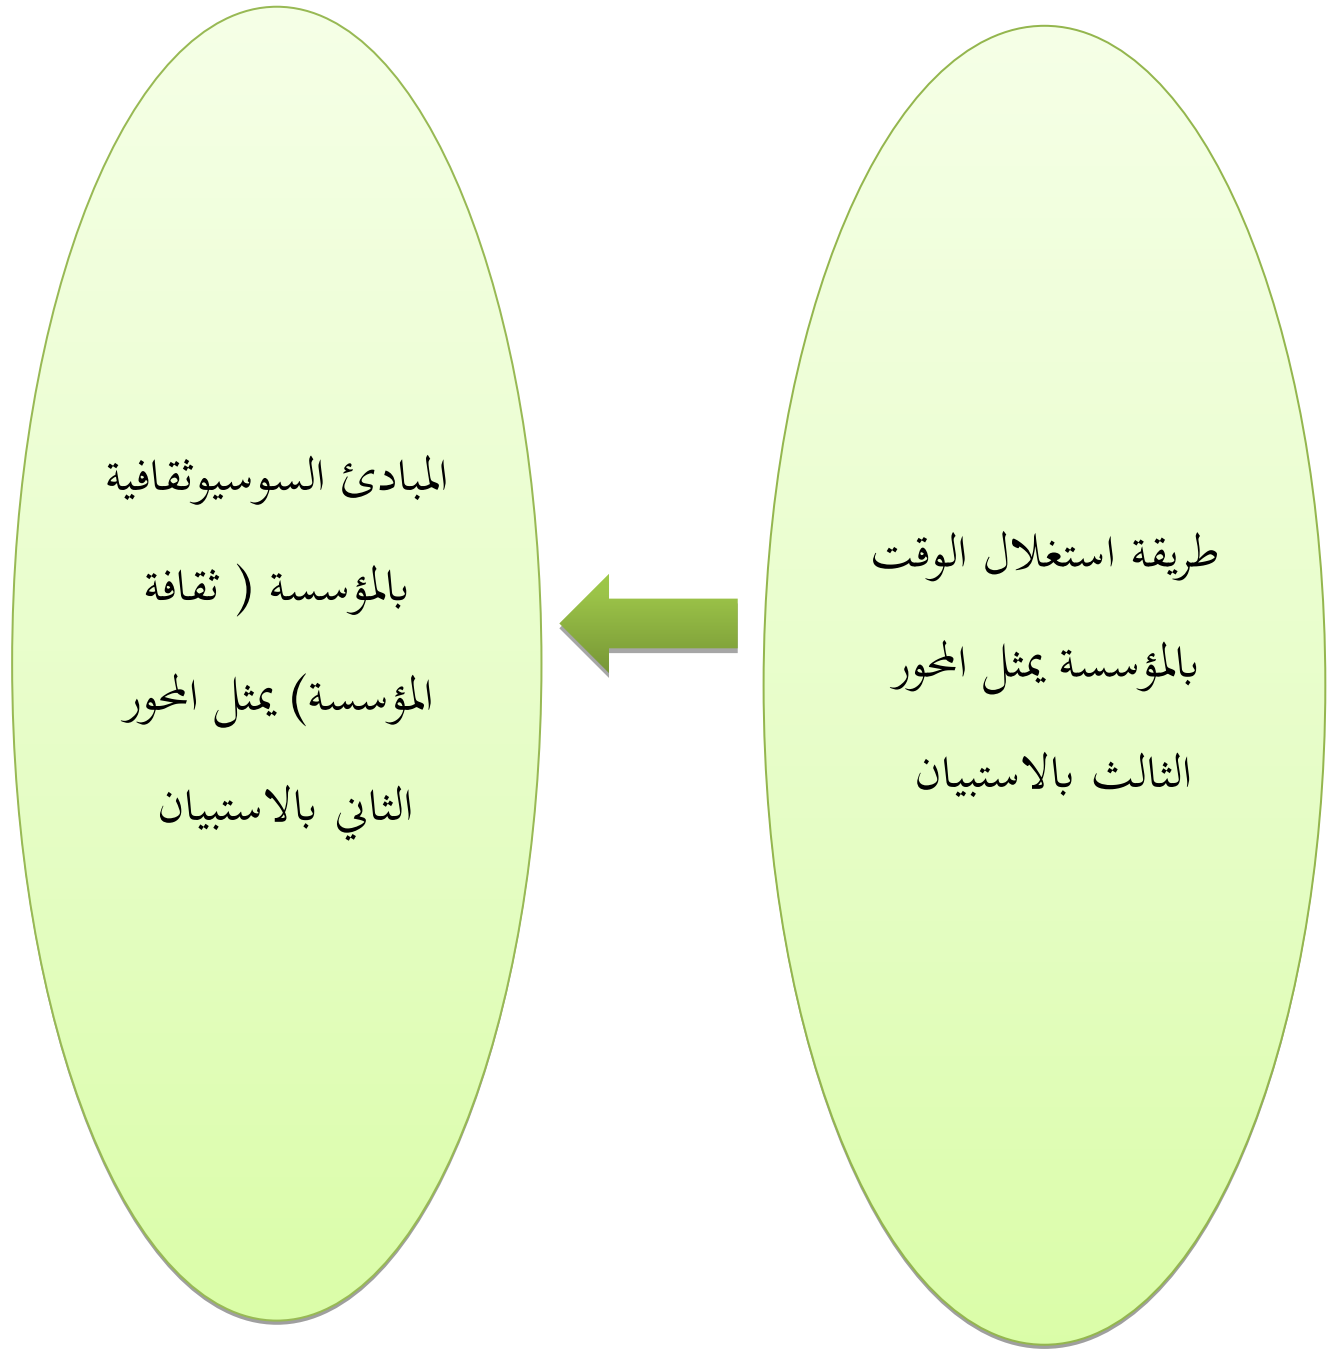 طريقة استغلال الوقت
بالمؤسسة يمثل المحور
الثالث بالاستبيان
المبادئ السوسيوثقافية
بالمؤسسة ( ثقافة
المؤسسة) يمثل المحور
الثاني بالاستبيان